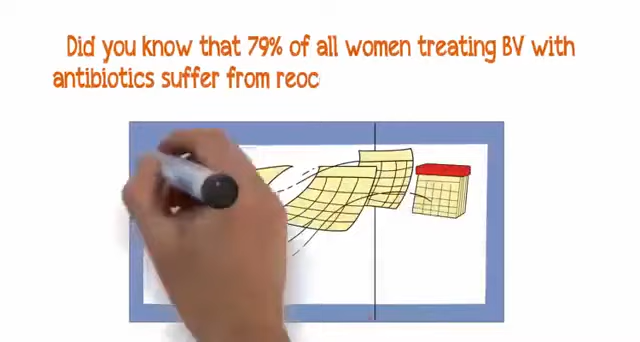 Did you know that 79% of all women treating BV with
antibiotics suffer from reoc